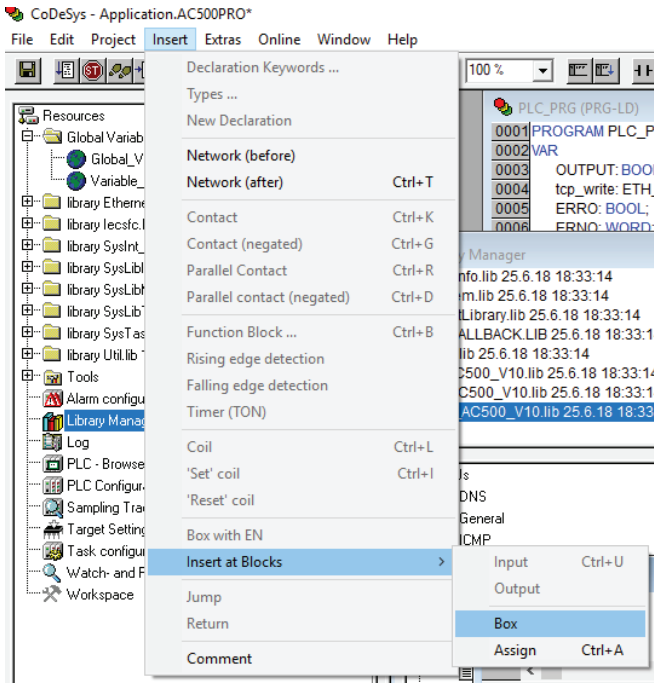 CoDeSys - Application.AC500PRO*
File Edit Project Insert Extras Online Window Help
100 %
Resources
Global Variab
Global_V
Variable_
library Etherne
library Iecsfc.l
library SysInt_
library SysLibI
library SysLibM
library SysLibT
library SysTas
library Util.lib
Tools
Alarm configu
Library Manag
Log
PLC - Browse
PLC Configura
Sampling Trac
Target Setting
Task configur
Watch- and F
Workspace
Declaration Keywords ...
Types ...
New Declaration
Network (before)
Network (after) Ctrl+T
Contact Ctrl+K
Contact (negated) Ctrl+G
Parallel Contact Ctrl+R
Parallel contact (negated) Ctrl+D
Function Block ... Ctrl+B
Rising edge detection
Falling edge detection
Timer (TON)
Coil Ctrl+L
'Set' coil Ctrl+I
'Reset' coil
Box with EN
Insert at Blocks >
Jump
Return
Comment
Input Ctrl+U
Output
Box
Assign Ctrl+A
PLC_PRG (PRG-LD)
0001 PROGRAM PLC_P
0002 VAR
0003 OUTPUT: BOO
0004 tcp_write: ETH_
0005 ERRO: BOOL;
0006 ERNO: WORD;
y Manager
nfo.lib 25.6.18 18:33:14
em.lib 25.6.18 18:33:14
tLibrary.lib 25.6.18 18:33:14
ALLBACK.LIB 25.6.18 18:33:1
lib 25.6.18 18:33:14
C500_V10.lib 25.6.18 18:33:14
C500_V10.lib 25.6.18 18:33:1
AC500_V10.lib 25.6.18 18:33
DNS
General
ICMP